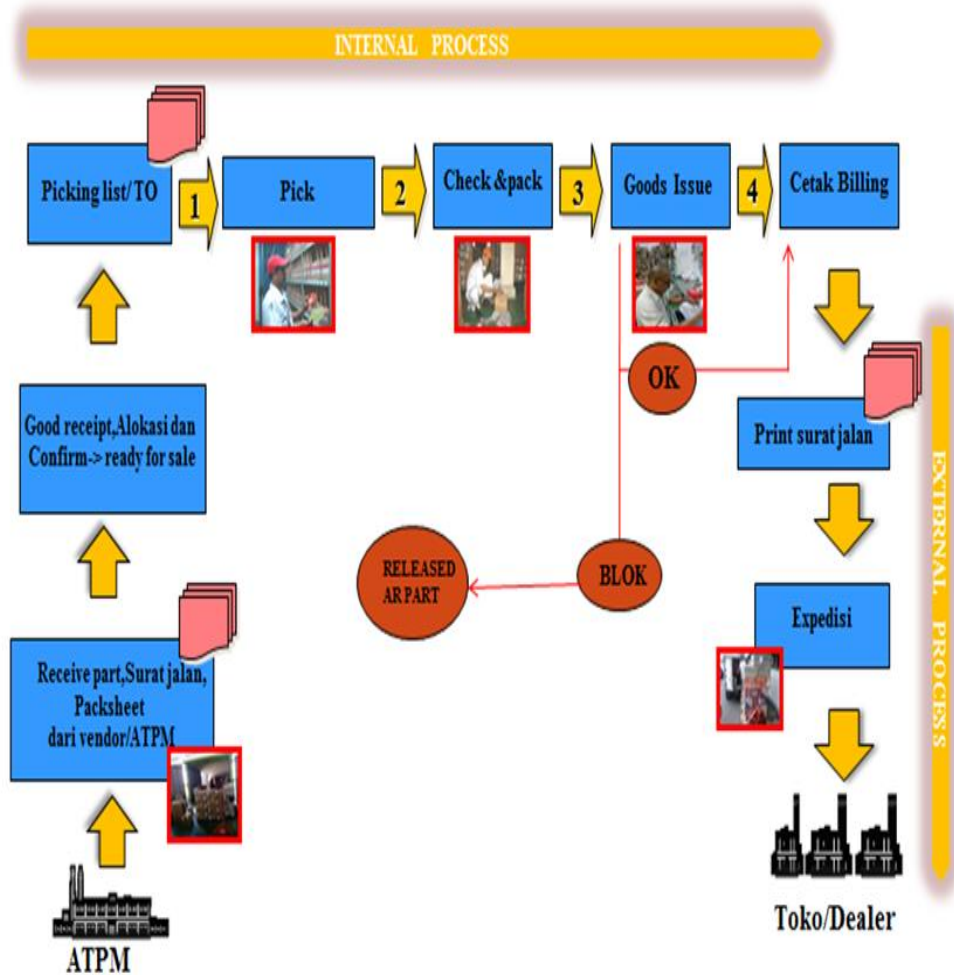 INTERNAL PROCESS
Picking list/ TO
1
Pick
2
Check &pack
3
Goods Issue
4
Cetak Billing
OK
Good receipt,Alokasi dan
Confirm-> ready for sale
Print surat jalan
EXTERNAL PROCESS
RELEASED
AR PART
BLOK
Expedisi
Receive part,Surat jalan,
Packsheet
dari vendor/ATPM
Toko/Dealer
ATPM